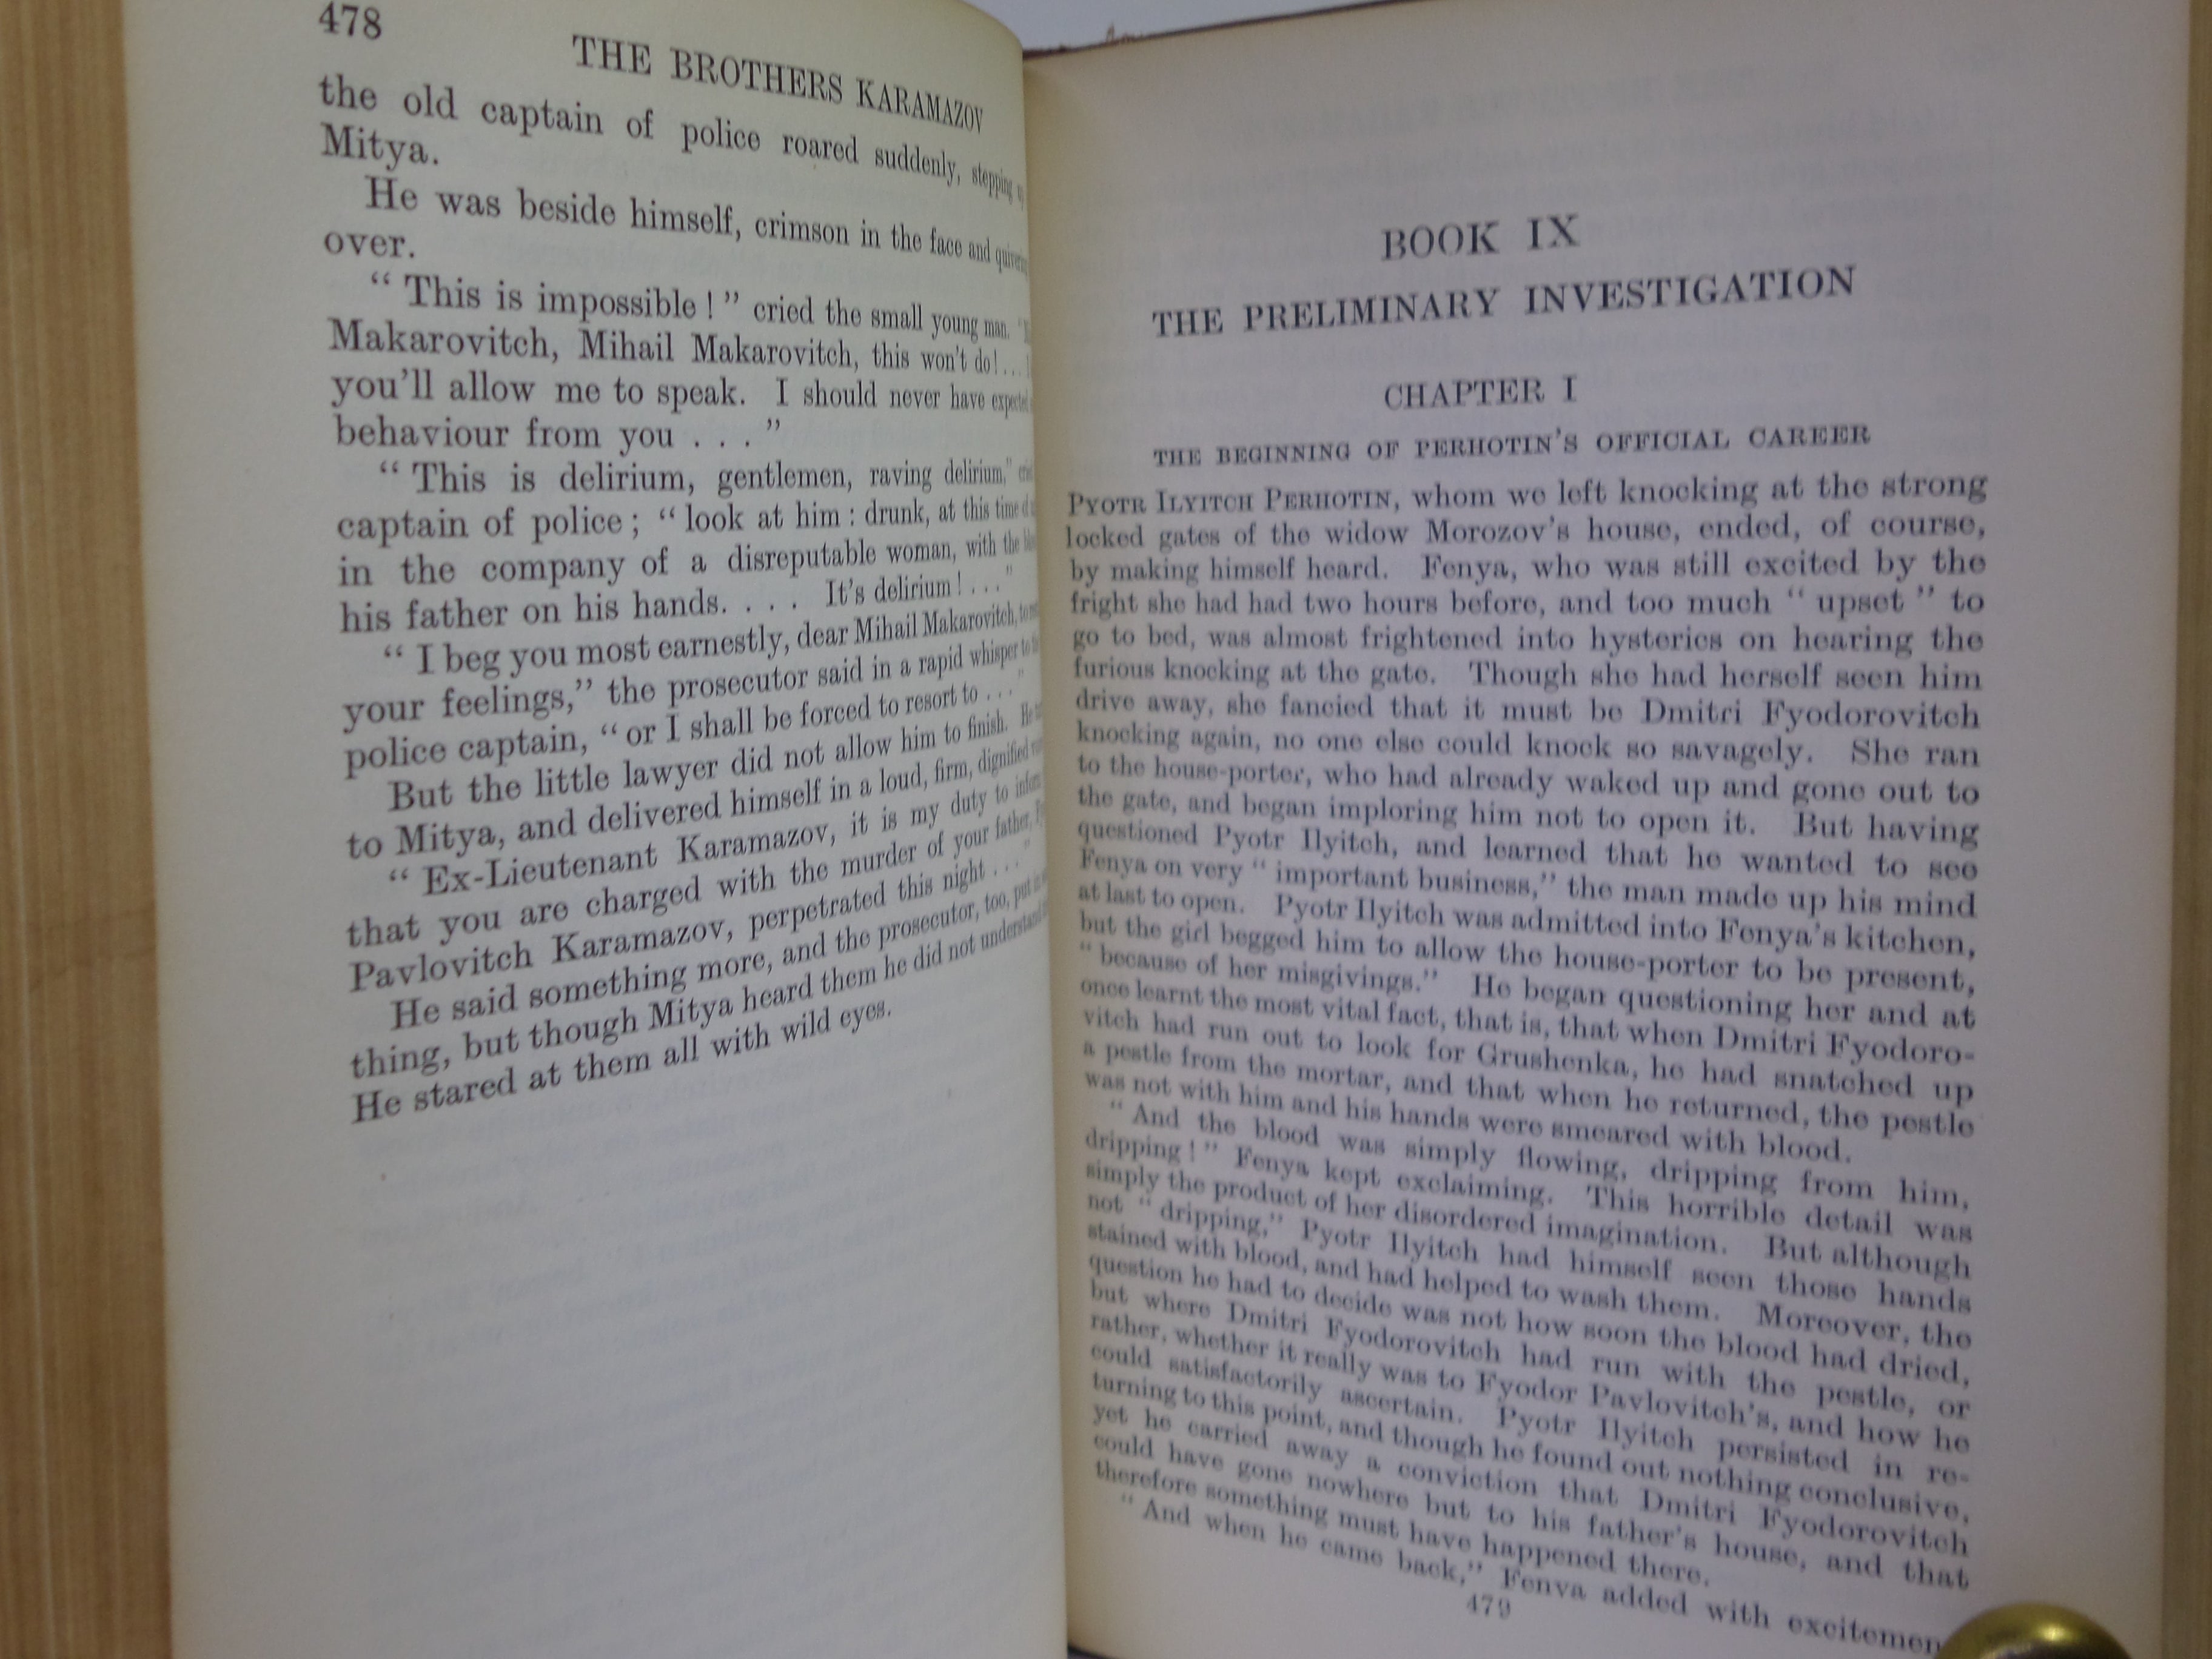 478
THE BROTHERS KARAMAZOV
the old captain of police roared suddenly, stepping
Mitya.
He was beside himself, crimson in the face and
over.
“ This is impossible ! ” cried the small young man.
Makarovitch, Mihail Makarovitch, this won't do! ...
you'll allow me to speak. I should never have expected
behaviour from you . . . ”
“ This is delirium, gentlemen, raving delirium,”
captain of police ; “ look at him : drunk, at this time
in the company of a disreputable woman, with the
his father on his hands. . . . It's delirium ! . . . ”
“ I beg you most earnestly, dear Mihail Makarovitch,
your feelings,” the prosecutor said in a rapid whisper to
police captain, “ or I shall be forced to resort to . . . ”
But the little lawyer did not allow him to finish. He
to Mitya, and delivered himself in a loud, firm, dignified
“ Ex-Lieutenant Karamazov, it is my duty to
that you are charged with the murder of your father,
Pavlovitch Karamazov, perpetrated this night . . . ”
He said something more, and the prosecutor, too, put in
thing, but though Mitya heard them he did not understand
He stared at them all with wild eyes.
BOOK IX
THE PRELIMINARY INVESTIGATION
CHAPTER I
THE BEGINNING OF PERHOTIN'S OFFICIAL CAREER
PYOTR ILYITCH PERHOTIN, whom we left knocking at the strong
locked gates of the widow Morozov's house, ended, of course,
by making himself heard. Fenya, who was still excited by the
fright she had had two hours before, and too much “ upset ” to
go to bed, was almost frightened into hysterics on hearing the
furious knocking at the gate. Though she had herself seen him
drive away, she fancied that it must be Dmitri Fyodorovitch
knocking again, no one else could knock so savagely. She ran
to the house-porter, who had already waked up and gone out to
the gate, and began imploring him not to open it. But having
questioned Pyotr Ilyitch, and learned that he wanted to see
Fenya on very “ important business,” the man made up his mind
at last to open. Pyotr Ilyitch was admitted into Fenya's kitchen,
but the girl begged him to allow the house-porter to be present,
“ because of her misgivings.” He began questioning her and at
once learnt the most vital fact, that is, that when Dmitri Fyodoro-
vitch had run out to look for Grushenka, he had snatched up
a pestle from the mortar, and that when he returned, the pestle
was not with him and his hands were smeared with blood.
“ And the blood was simply flowing, dripping from him,
dripping ! ” Fenya kept exclaiming. This horrible detail was
simply the product of her disordered imagination. But although
not “ dripping,” Pyotr Ilyitch had himself seen those hands
stained with blood, and had helped to wash them. Moreover, the
question he had to decide was not how soon the blood had dried,
but where Dmitri Fyodorovitch had run with the pestle, or
rather, whether it really was to Fyodor Pavlovitch's, and how he
could satisfactorily ascertain. Pyotr Ilyitch persisted in re-
turning to this point, and though he found out nothing conclusive,
yet he carried away a conviction that Dmitri Fyodorovitch
could have gone nowhere but to his father's house, and that
therefore something must have happened there.
“ And when he came back,” Fenya added with excitemen
479